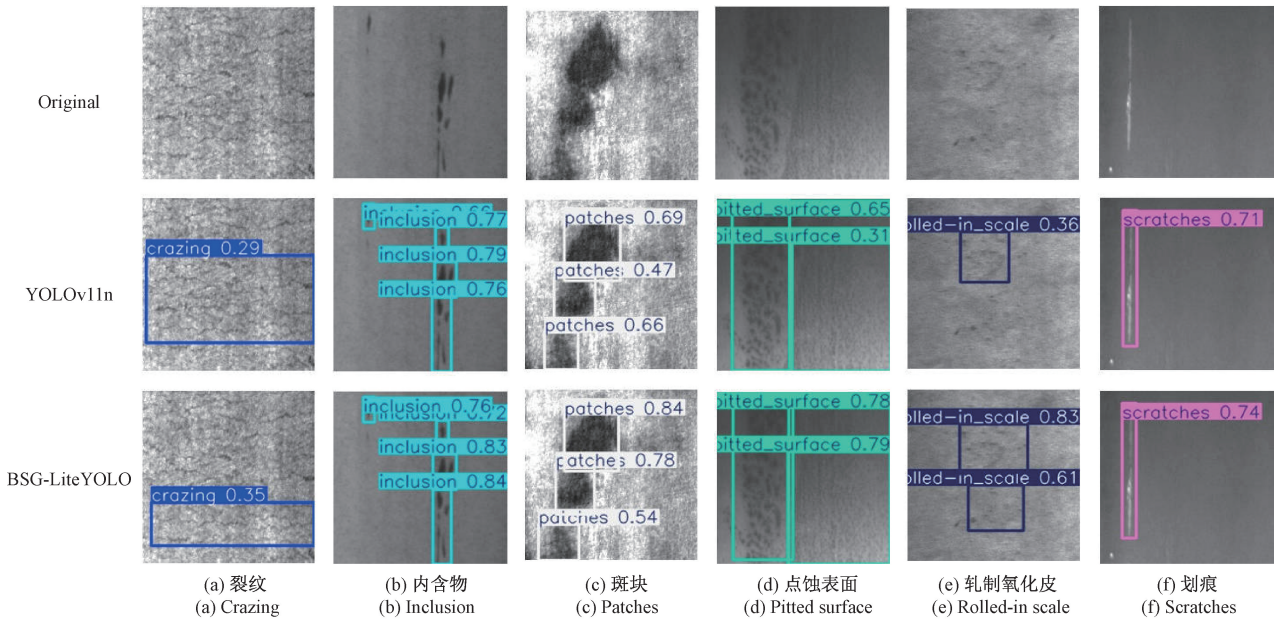 Original
YOLOv11n
crazing 0.29
inclusion 0.77
inclusion 0.79
inclusion 0.76
patches 0.69
patches 0.47
patches 0.66
pitted_surface 0.65
pitted_surface 0.31
olled-in_scale 0.36
scratches 0.71
BSG-LiteYOLO
crazing 0.35
inclusion 0.76
inclusion 0.72
inclusion 0.83
inclusion 0.84
patches 0.84
patches 0.78
patches 0.54
pitted_surface 0.78
pitted_surface 0.79
olled-in_scale 0.83
olled-in_scale 0.61
scratches 0.74
(a) 裂纹
(a) Crazing
(b) 内含物
(b) Inclusion
(c) 斑块
(c) Patches
(d) 点蚀表面
(d) Pitted surface
(e) 轧制氧化皮
(e) Rolled-in scale
(f) 划痕
(f) Scratches